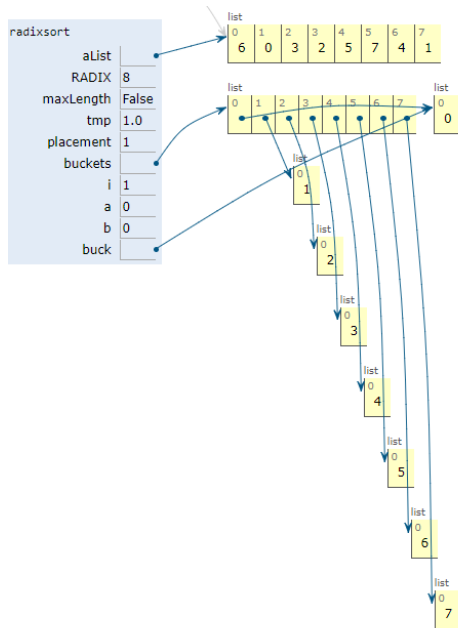 radixsort
aList
RADIX 8
maxLength False
tmp 1.0
placement 1
buckets
i 1
a 0
b 0
buck
list
0 1 2 3 4 5 6 7
6 0 3 2 5 7 4 1
list
0 1 2 3 4 5 6 7
list
0
0
list
0
1
list
0
2
list
0
3
list
0
4
list
0
5
list
0
6
list
0
7